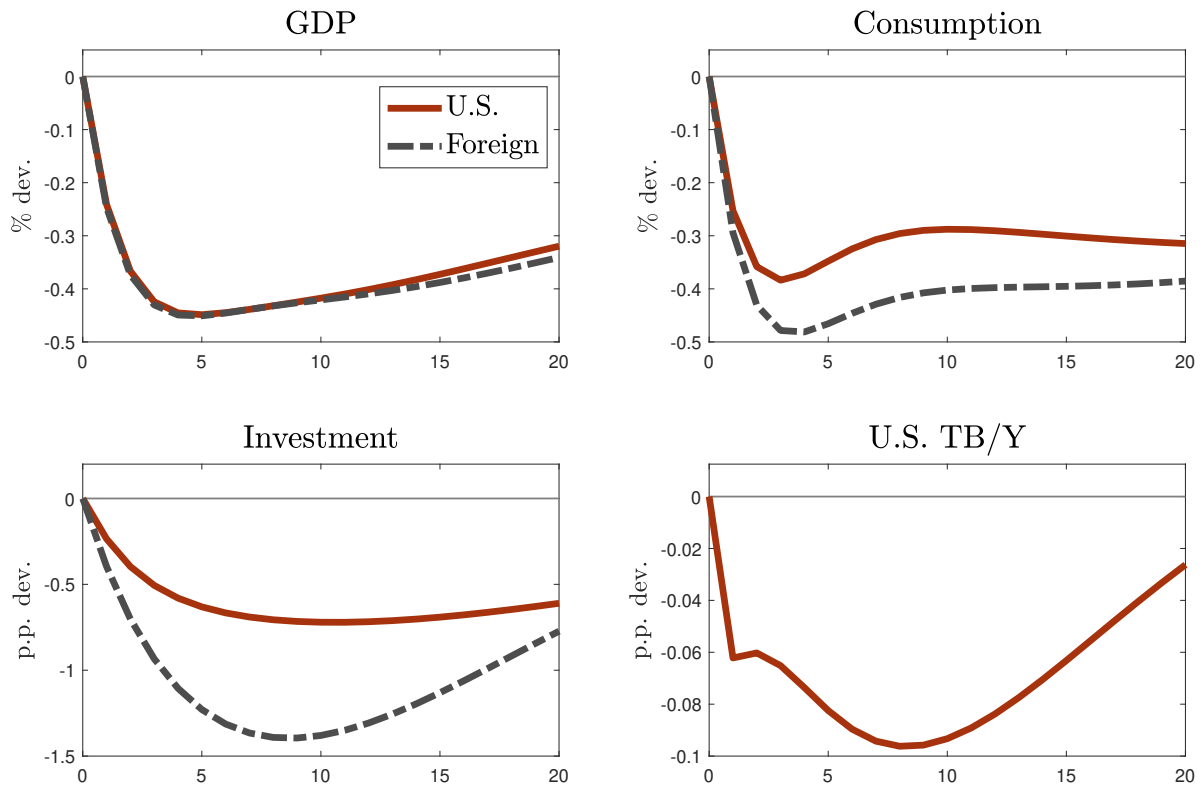 GDP
% dev.
0
-0.1
-0.2
-0.3
-0.4
-0.5
0 5 10 15 20
U.S.
Foreign
Consumption
% dev.
0
-0.1
-0.2
-0.3
-0.4
-0.5
0 5 10 15 20
Investment
p.p. dev.
0
-0.5
-1
-1.5
0 5 10 15 20
U.S. TB/Y
p.p. dev.
0
-0.02
-0.04
-0.06
-0.08
-0.1
0 5 10 15 20